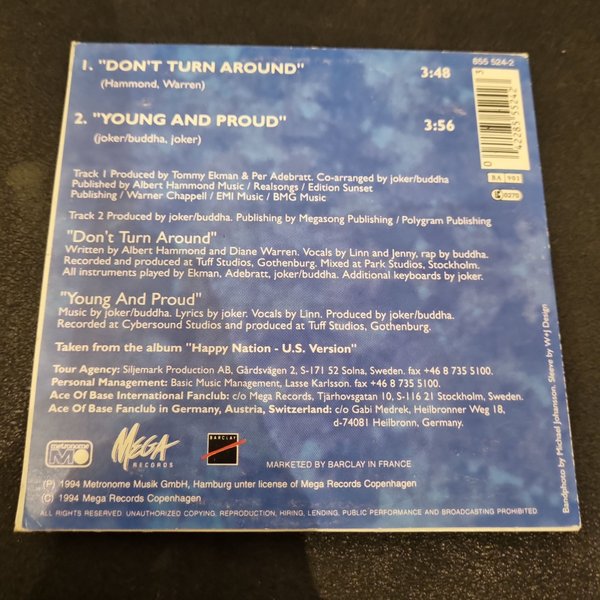 1. "DON'T TURN AROUND" 3:48
(Hammond, Warren)
2. "YOUNG AND PROUD" 3:56
(joker/buddha, joker)
855 524-2
0 42285 55242 3
BA 901
LC 0270
Track 1 Produced by Tommy Ekman & Per Adebratt. Co-arranged by joker/buddha
Published by Albert Hammond Music / Realsongs / Edition Sunset
Publishing / Warner Chappell / EMI Music / BMG Music
Track 2 Produced by joker/buddha. Publishing by Megasong Publishing / Polygram Publishing
"Don't Turn Around"
Written by Albert Hammond and Diane Warren. Vocals by Linn and Jenny, rap by buddha.
Recorded and produced at Tuff Studios, Gothenburg. Mixed at Park Studios, Stockholm.
All instruments played by Ekman, Adebratt, joker/buddha. Additional keyboards by joker.
"Young And Proud"
Music by joker/buddha. Lyrics by joker. Vocals by Linn. Produced by joker/buddha.
Recorded at Cybersound Studios and produced at Tuff Studios, Gothenburg.
Taken from the album "Happy Nation - U.S. Version"
Tour Agency: Siljemark Production AB, Gårdsvägen 2, S-171 52 Solna, Sweden. fax +46 8 735 5100.
Personal Management: Basic Music Management, Lasse Karlsson. fax +46 8 735 5100.
Ace Of Base International Fanclub: c/o Mega Records, Tjärhovsgatan 10, S-116 21 Stockholm, Sweden.
Ace Of Base Fanclub in Germany, Austria, Switzerland: c/o Gabi Medrek, Heilbronner Weg 18,
d-74081 Heilbronn, Germany.
Bandphoto by Michael Johansson. Sleeve by W•J Design
metronome
MEGA
RECORDS
BARCLAY
MARKETED BY BARCLAY IN FRANCE
(P) 1994 Metronome Musik GmbH, Hamburg unter license of Mega Records Copenhagen
(C) 1994 Mega Records Copenhagen
ALL RIGHTS RESERVED. UNAUTHORIZED COPYING, REPRODUCTION, HIRING, LENDING, PUBLIC PERFORMANCE AND BROADCASTING PROHIBITED